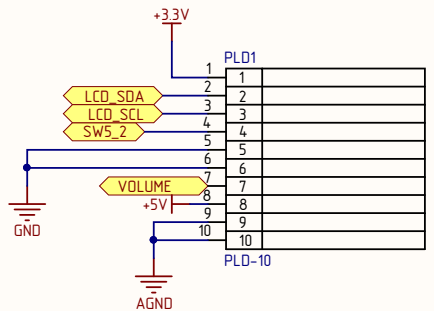 +3.3V
PLD1
1 1
LCD_SDA 2 2
LCD_SCL 3 3
SW5_2 4 4
5 5
6 6
VOLUME 7 7
+5V 8 8
9 9
10 10
GND
PLD-10
AGND